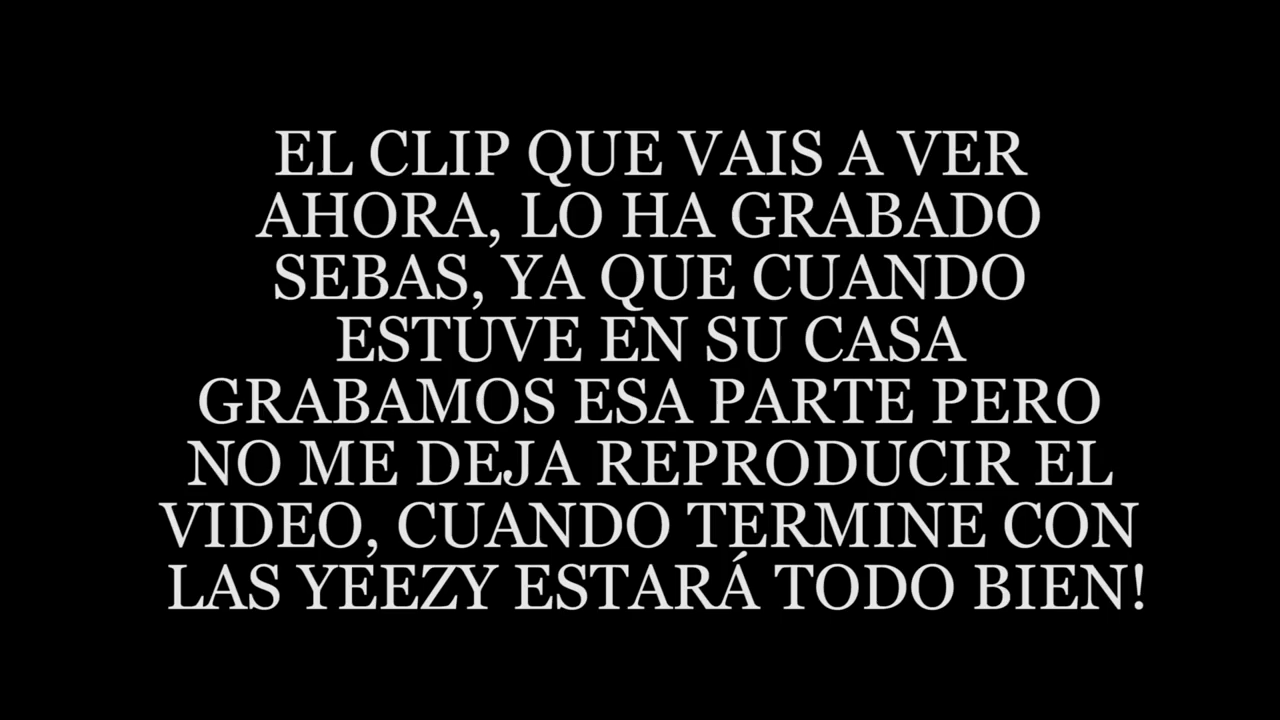 EL CLIP QUE VAIS A VER
AHORA, LO HA GRABADO
SEBAS, YA QUE CUANDO
ESTUVE EN SU CASA
GRABAMOS ESA PARTE PERO
NO ME DEJA REPRODUCIR EL
VIDEO, CUANDO TERMINE CON
LAS YEEZY ESTARÁ TODO BIEN!